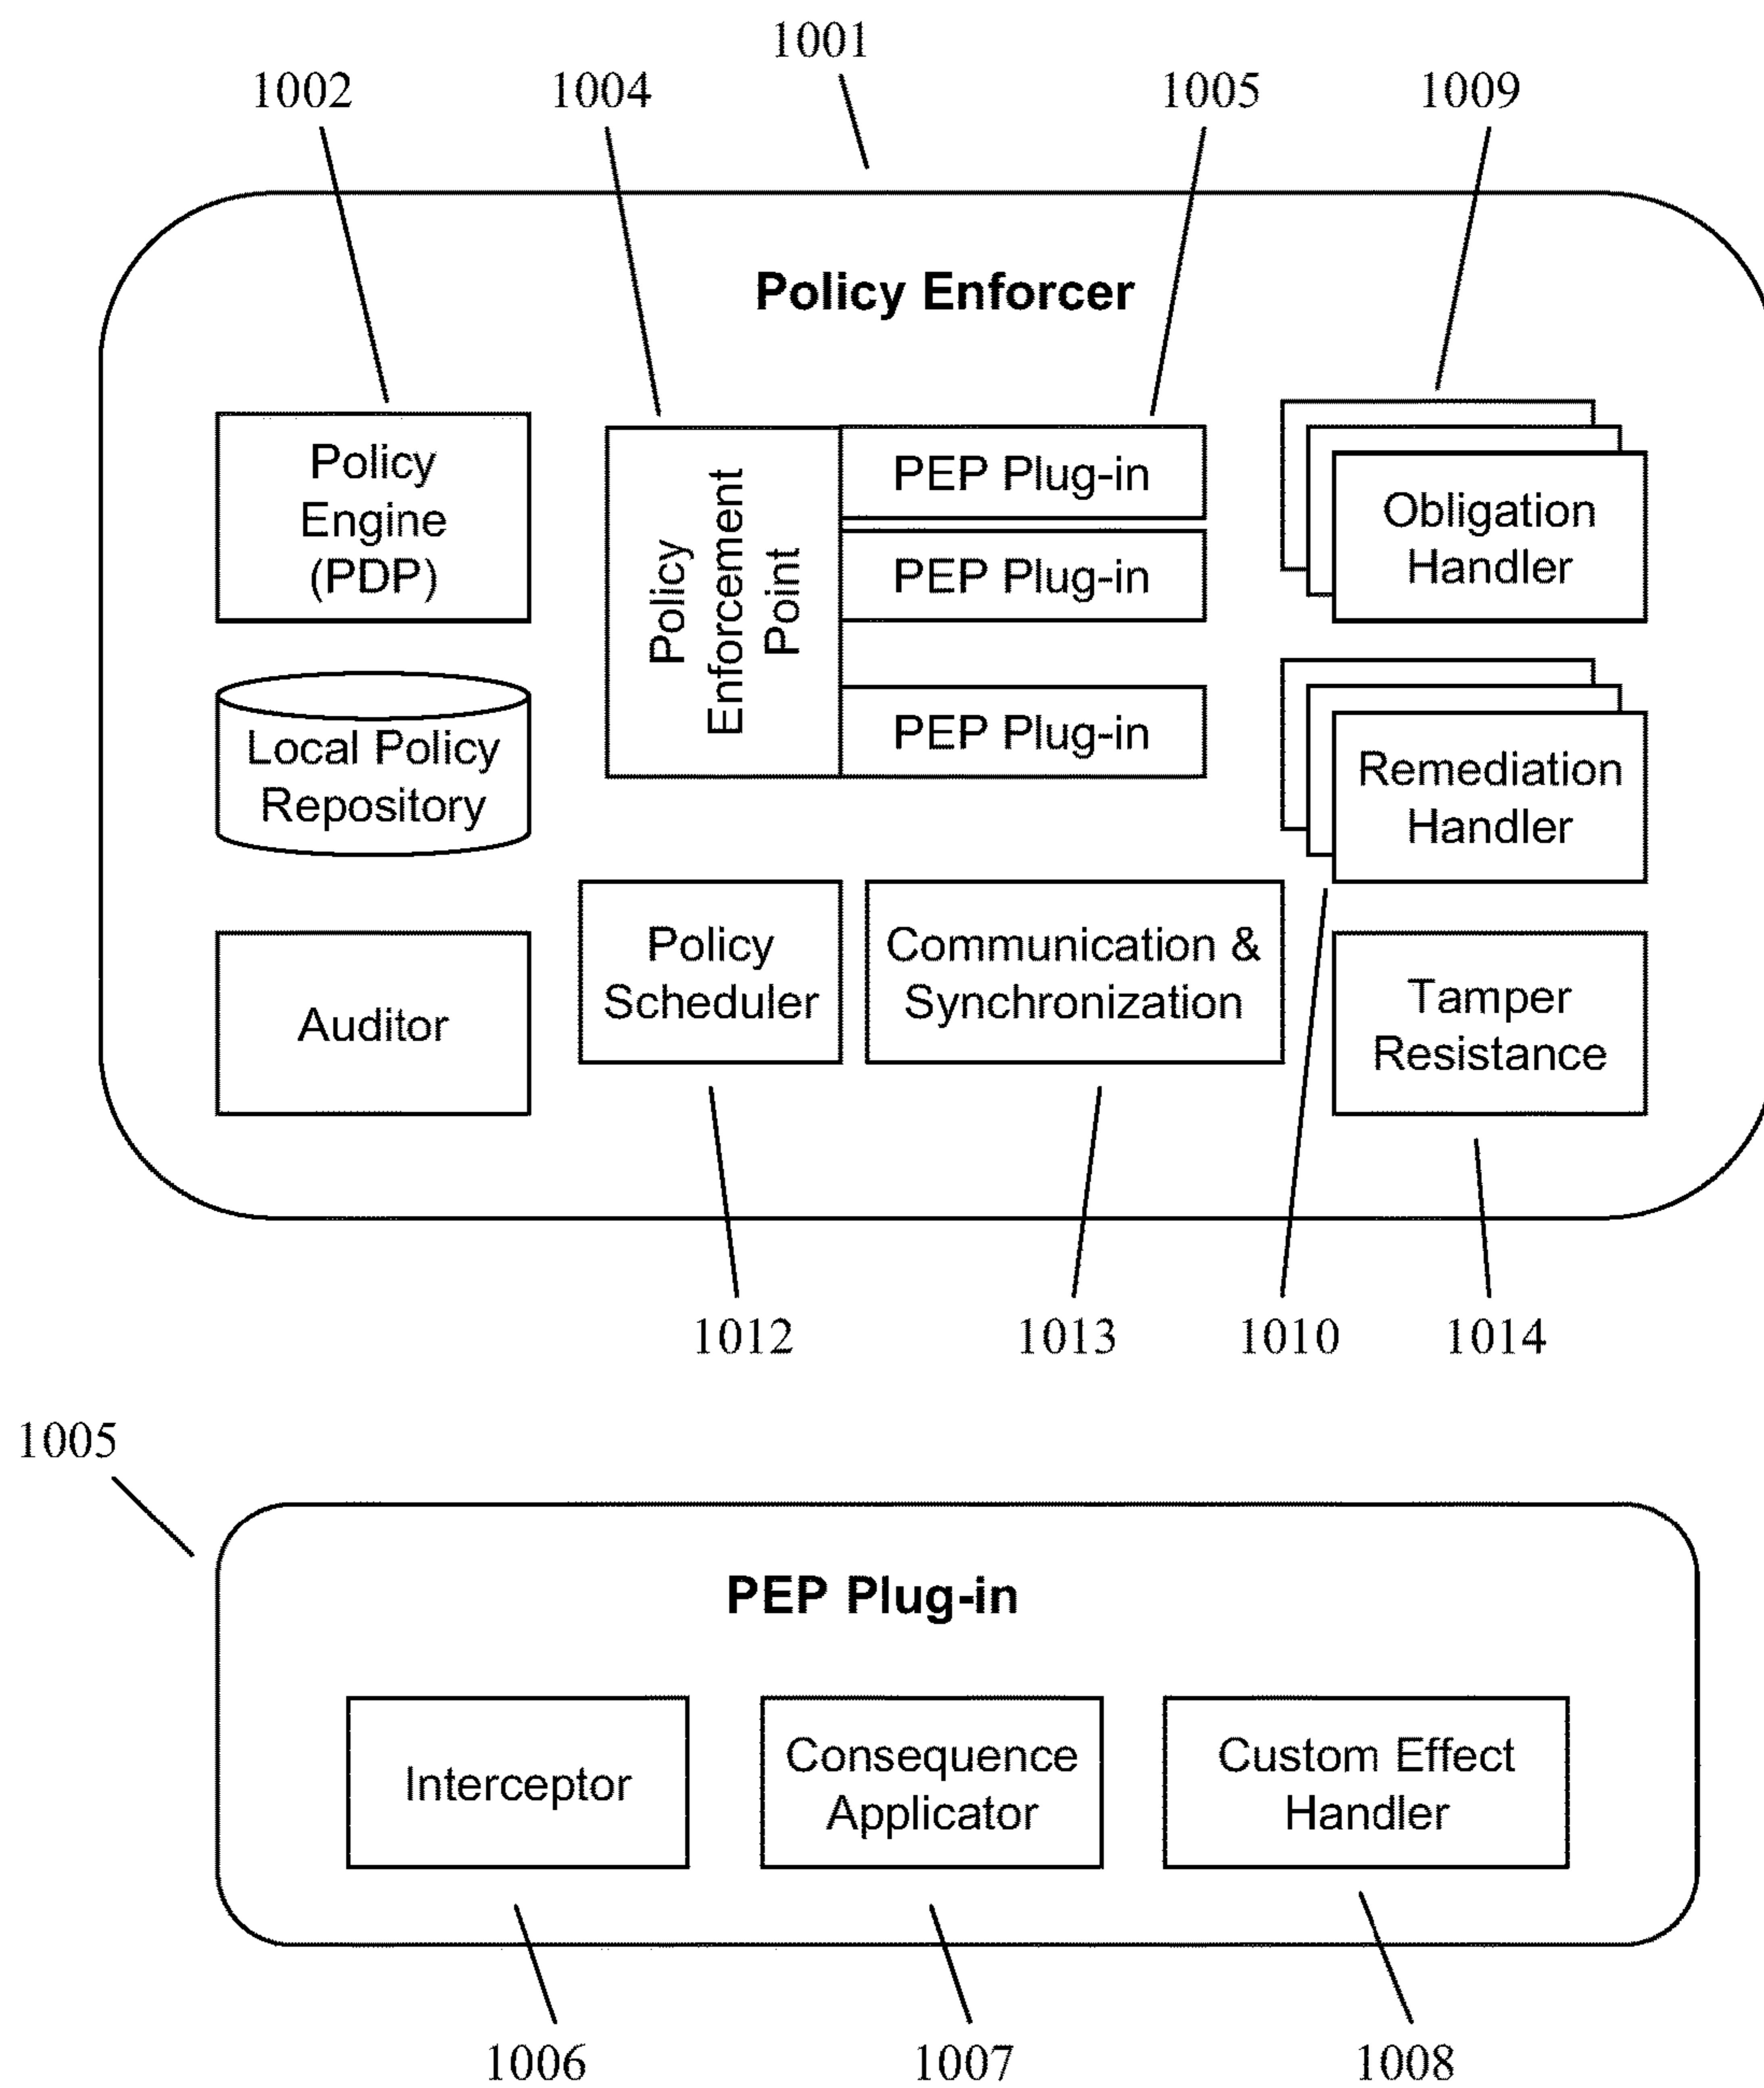 1001
1002
1004
1005
1009
Policy Enforcer
Policy
Engine
(PDP)
Policy
Enforcement
Point
PEP Plug-in
PEP Plug-in
PEP Plug-in
Obligation
Handler
Local Policy
Repository
Remediation
Handler
Auditor
Policy
Scheduler
Communication &
Synchronization
Tamper
Resistance
1012
1013
1010
1014
1005
PEP Plug-in
Interceptor
Consequence
Applicator
Custom Effect
Handler
1006
1007
1008